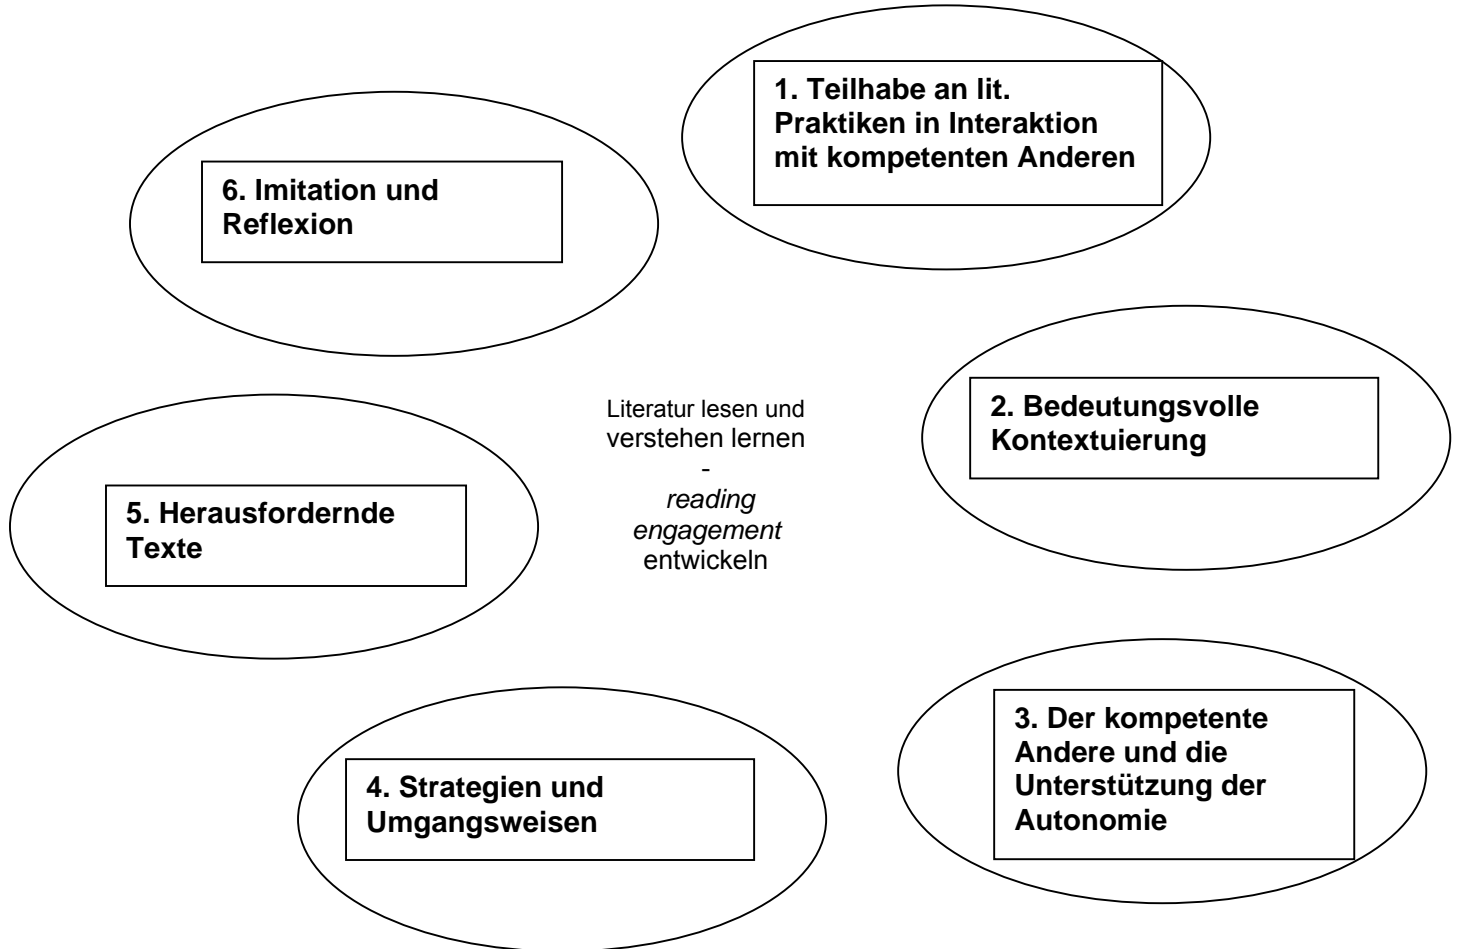 1. Teilhabe an lit.
Praktiken in Interaktion
mit kompetenten Anderen
6. Imitation und
Reflexion
2. Bedeutungsvolle
Kontextuierung
Literatur lesen und
verstehen lernen
-
reading
engagement
entwickeln
5. Herausfordernde
Texte
3. Der kompetente
Andere und die
Unterstützung der
Autonomie
4. Strategien und
Umgangsweisen